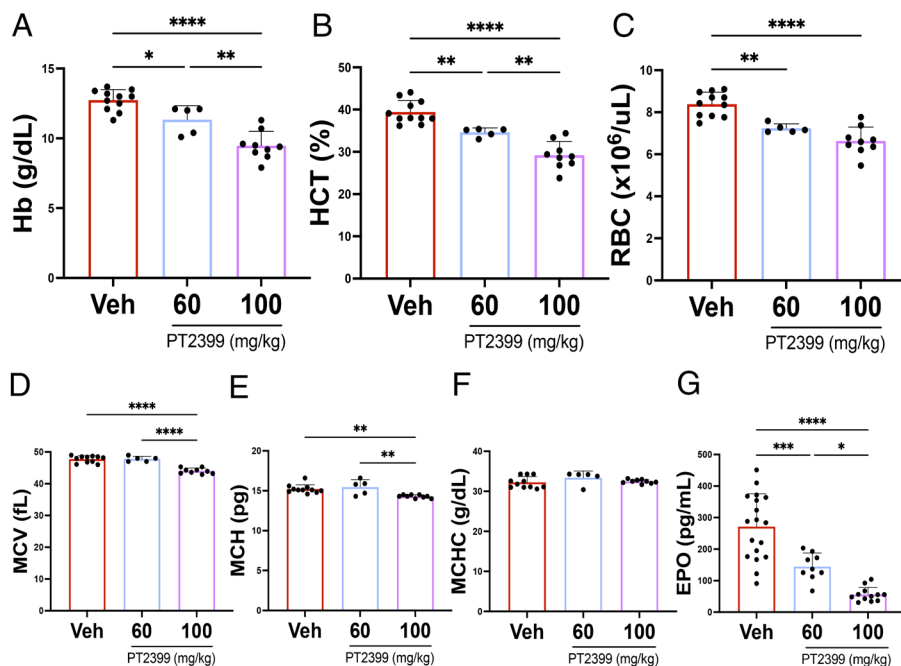 A
****
*
**
Hb (g/dL)
15
10
5
0
Veh
60
100
PT2399 (mg/kg)
B
****
**
**
HCT (%)
50
40
30
20
10
0
Veh
60
100
PT2399 (mg/kg)
C
****
**
RBC (x10⁶/uL)
10
8
6
4
2
0
Veh
60
100
PT2399 (mg/kg)
D
****
****
MCV (fL)
50
40
30
20
10
0
Veh
60
100
PT2399 (mg/kg)
E
**
**
MCH (pg)
20
15
10
5
0
Veh
60
100
PT2399 (mg/kg)
F
MCHC (g/dL)
40
30
20
10
0
Veh
60
100
PT2399 (mg/kg)
G
****
***
*
EPO (pg/mL)
500
400
300
200
100
0
Veh
60
100
PT2399 (mg/kg)